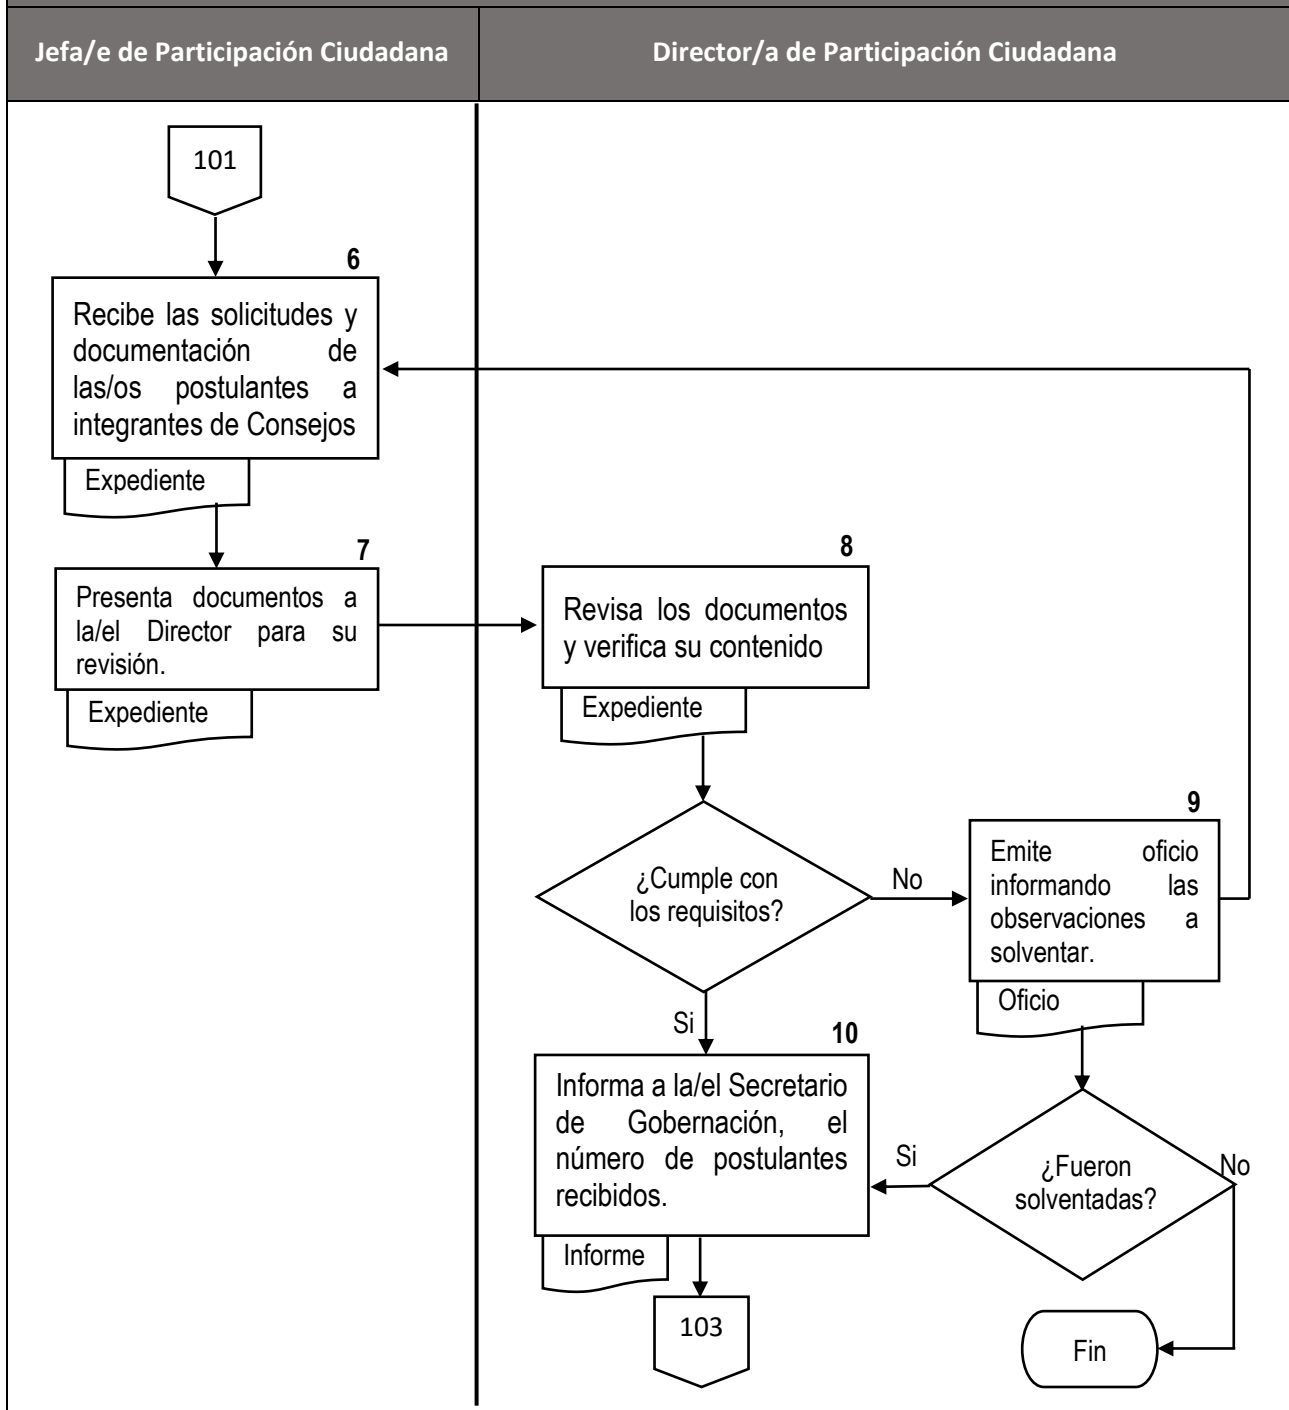 Jefa/e de Participación Ciudadana
Director/a de Participación Ciudadana
101
6
Recibe las solicitudes y
documentación de
las/os postulantes a
integrantes de Consejos
Expediente
7
Presenta documentos a
la/el Director para su
revisión.
Expediente
8
Revisa los documentos
y verifica su contenido
Expediente
¿Cumple con
los requisitos?
No
9
Emite oficio
informando las
observaciones a
solventar.
Oficio
Si
10
Informa a la/el Secretario
de Gobernación, el
número de postulantes
recibidos.
Informe
Si
¿Fueron
solventadas?
No
103
Fin